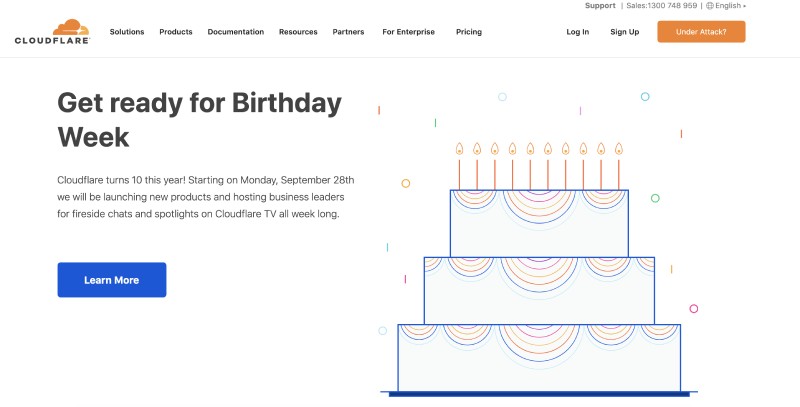 Support | Sales:1300 748 959 | English
CLOUDFLARE
Solutions Products Documentation Resources Partners For Enterprise Pricing Log In Sign Up Under Attack?
Get ready for Birthday
Week
Cloudflare turns 10 this year! Starting on Monday, September 28th
we will be launching new products and hosting business leaders
for fireside chats and spotlights on Cloudflare TV all week long.
Learn More